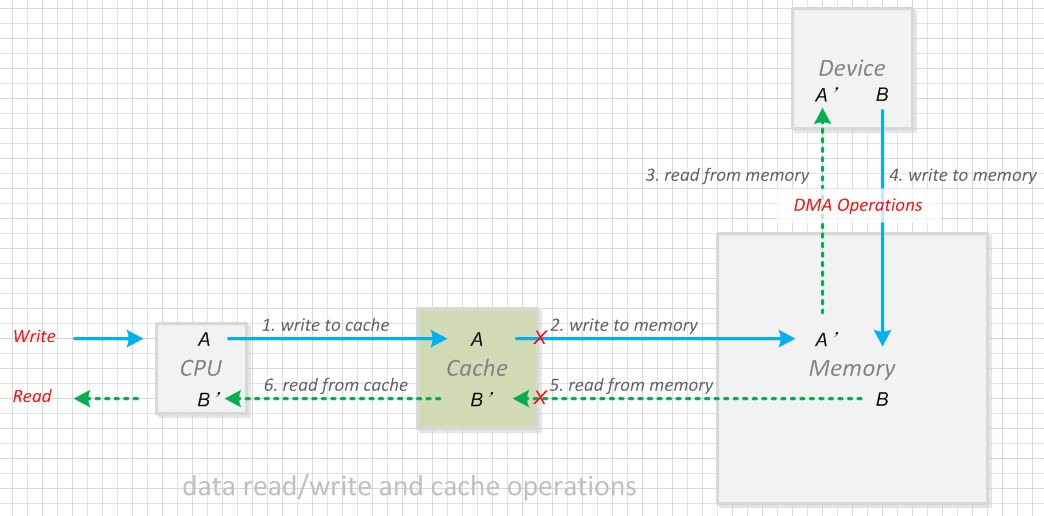 Device
A’ B
3. read from memory 4. write to memory
DMA Operations
Write A 1. write to cache A X 2. write to memory A’
CPU Cache Memory
Read B’ 6. read from cache B’ X 5. read from memory B
data read/write and cache operations